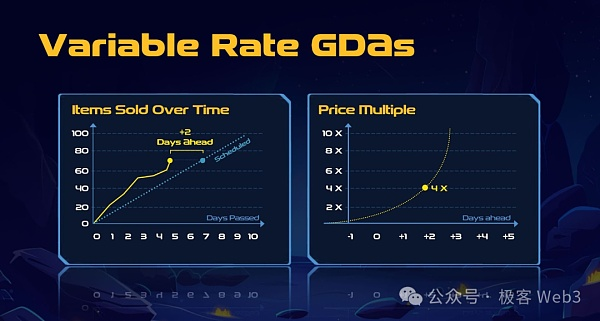 Variable Rate GDAs
Items Sold Over Time
100
80
60
40
20
0
+2
Days ahead
Scheduled
Days Passed
0 1 2 3 4 5 6 7 8 9 10
Price Multiple
10 X
8 X
6 X
4 X
2 X
4 X
Days ahead
-1 0 +1 +2 +3 +4 +5
公众号 · 极客 Web3